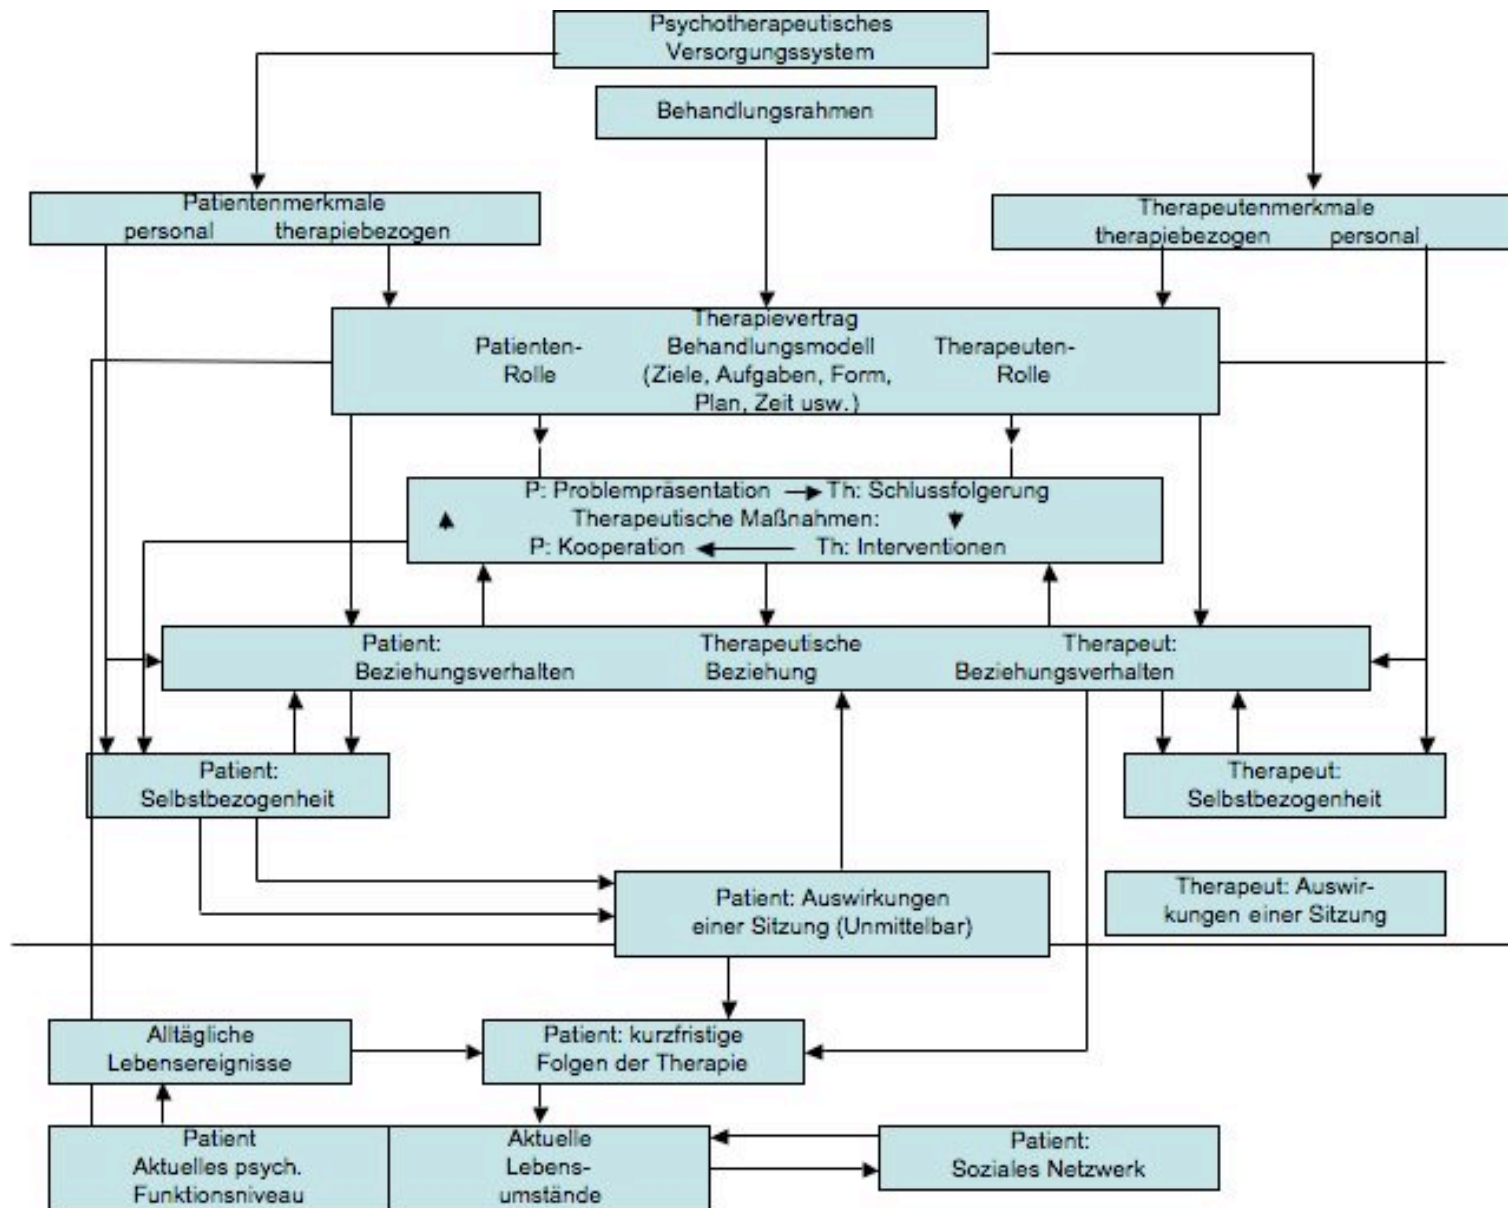 Psychotherapeutisches
Versorgungssystem
Behandlungsrahmen
Patientenmerkmale
personal therapiebezogen
Therapeutenmerkmale
therapiebezogen personal
Therapievertrag
Patienten- Behandlungsmodell Therapeuten-
Rolle (Ziele, Aufgaben, Form, Rolle
Plan, Zeit usw.)
P: Problempräsentation Th: Schlussfolgerung
Therapeutische Maßnahmen:
P: Kooperation Th: Interventionen
Patient: Therapeutische Therapeut:
Beziehungsverhalten Beziehung Beziehungsverhalten
Patient:
Selbstbezogenheit
Therapeut:
Selbstbezogenheit
Patient: Auswirkungen
einer Sitzung (Unmittelbar)
Therapeut: Auswir-
kungen einer Sitzung
Alltägliche
Lebensereignisse
Patient: kurzfristige
Folgen der Therapie
Patient
Aktuelles psych.
Funktionsniveau
Aktuelle
Lebens-
umstände
Patient:
Soziales Netzwerk